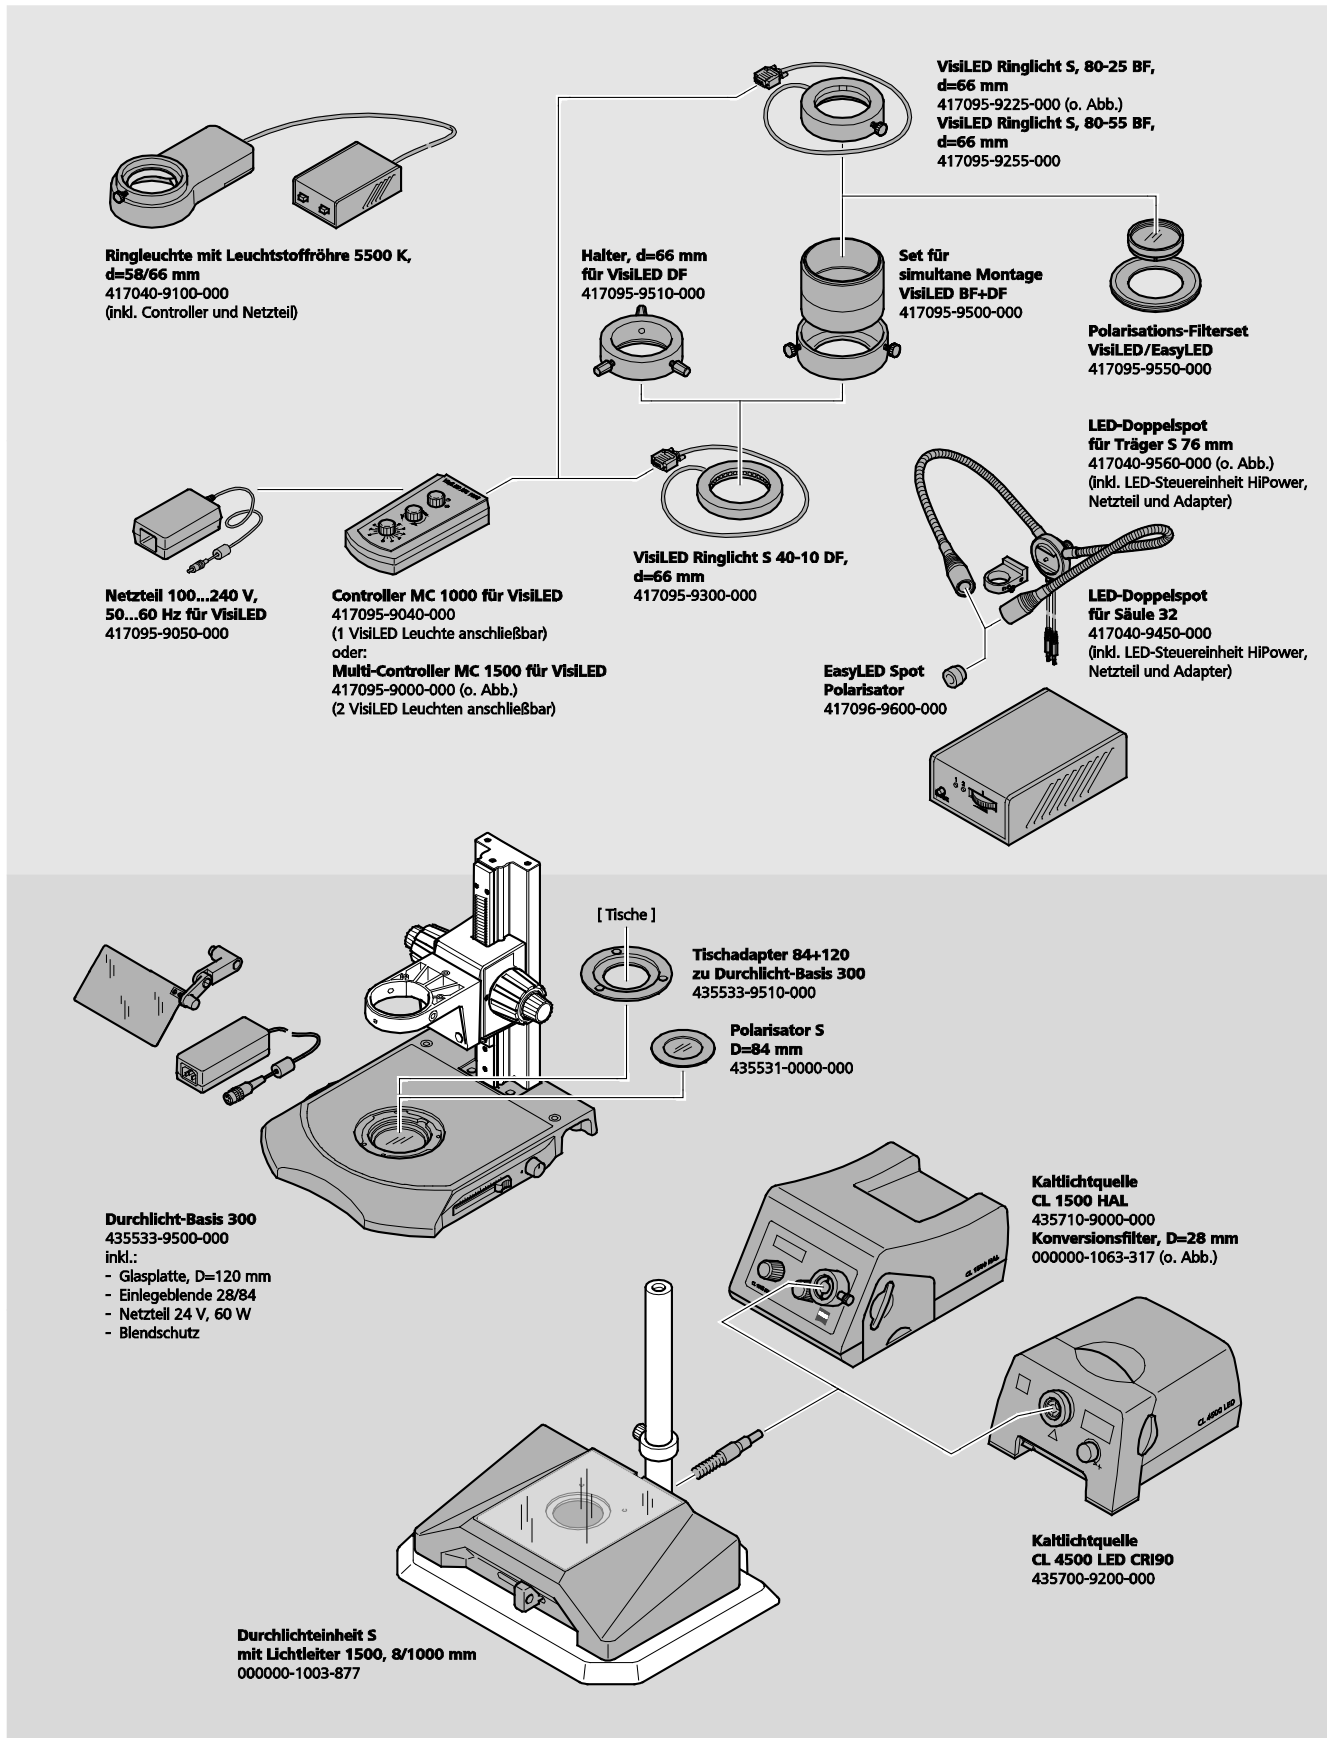 VisiLED Ringlicht S, 80-25 BF,
d=66 mm
417095-9225-000 (o. Abb.)
VisiLED Ringlicht S, 80-55 BF,
d=66 mm
417095-9255-000
Ringleuchte mit Leuchtstoffröhre 5500 K,
d=58/66 mm
417040-9100-000
(inkl. Controller und Netzteil)
Halter, d=66 mm
für VisiLED DF
417095-9510-000
Set für
simultane Montage
VisiLED BF+DF
417095-9500-000
Polarisations-Filterset
VisiLED/EasyLED
417095-9550-000
LED-Doppelspot
für Träger S 76 mm
417040-9560-000 (o. Abb.)
(inkl. LED-Steuereinheit HiPower,
Netzteil und Adapter)
VisiLED Ringlicht S 40-10 DF,
d=66 mm
417095-9300-000
Netzteil 100...240 V,
50...60 Hz für VisiLED
417095-9050-000
Controller MC 1000 für VisiLED
417095-9040-000
(1 VisiLED Leuchte anschließbar)
oder:
Multi-Controller MC 1500 für VisiLED
417095-9000-000 (o. Abb.)
(2 VisiLED Leuchten anschließbar)
LED-Doppelspot
für Säule 32
417040-9450-000
(inkl. LED-Steuereinheit HiPower,
Netzteil und Adapter)
EasyLED Spot
Polarisator
417096-9600-000
1 2
[ Tische ]
Tischadapter 84+120
zu Durchlicht-Basis 300
435533-9510-000
Polarisator S
D=84 mm
435531-0000-000
Durchlicht-Basis 300
435533-9500-000
inkl.:
- Glasplatte, D=120 mm
- Einlegeblende 28/84
- Netzteil 24 V, 60 W
- Blendschutz
Kaltlichtquelle
CL 1500 HAL
435710-9000-000
Konversionsfilter, D=28 mm
000000-1063-317 (o. Abb.)
CL 1500 HAL
CL 4500 LED
Kaltlichtquelle
CL 4500 LED CRI90
435700-9200-000
Durchlichteinheit S
mit Lichtleiter 1500, 8/1000 mm
000000-1003-877